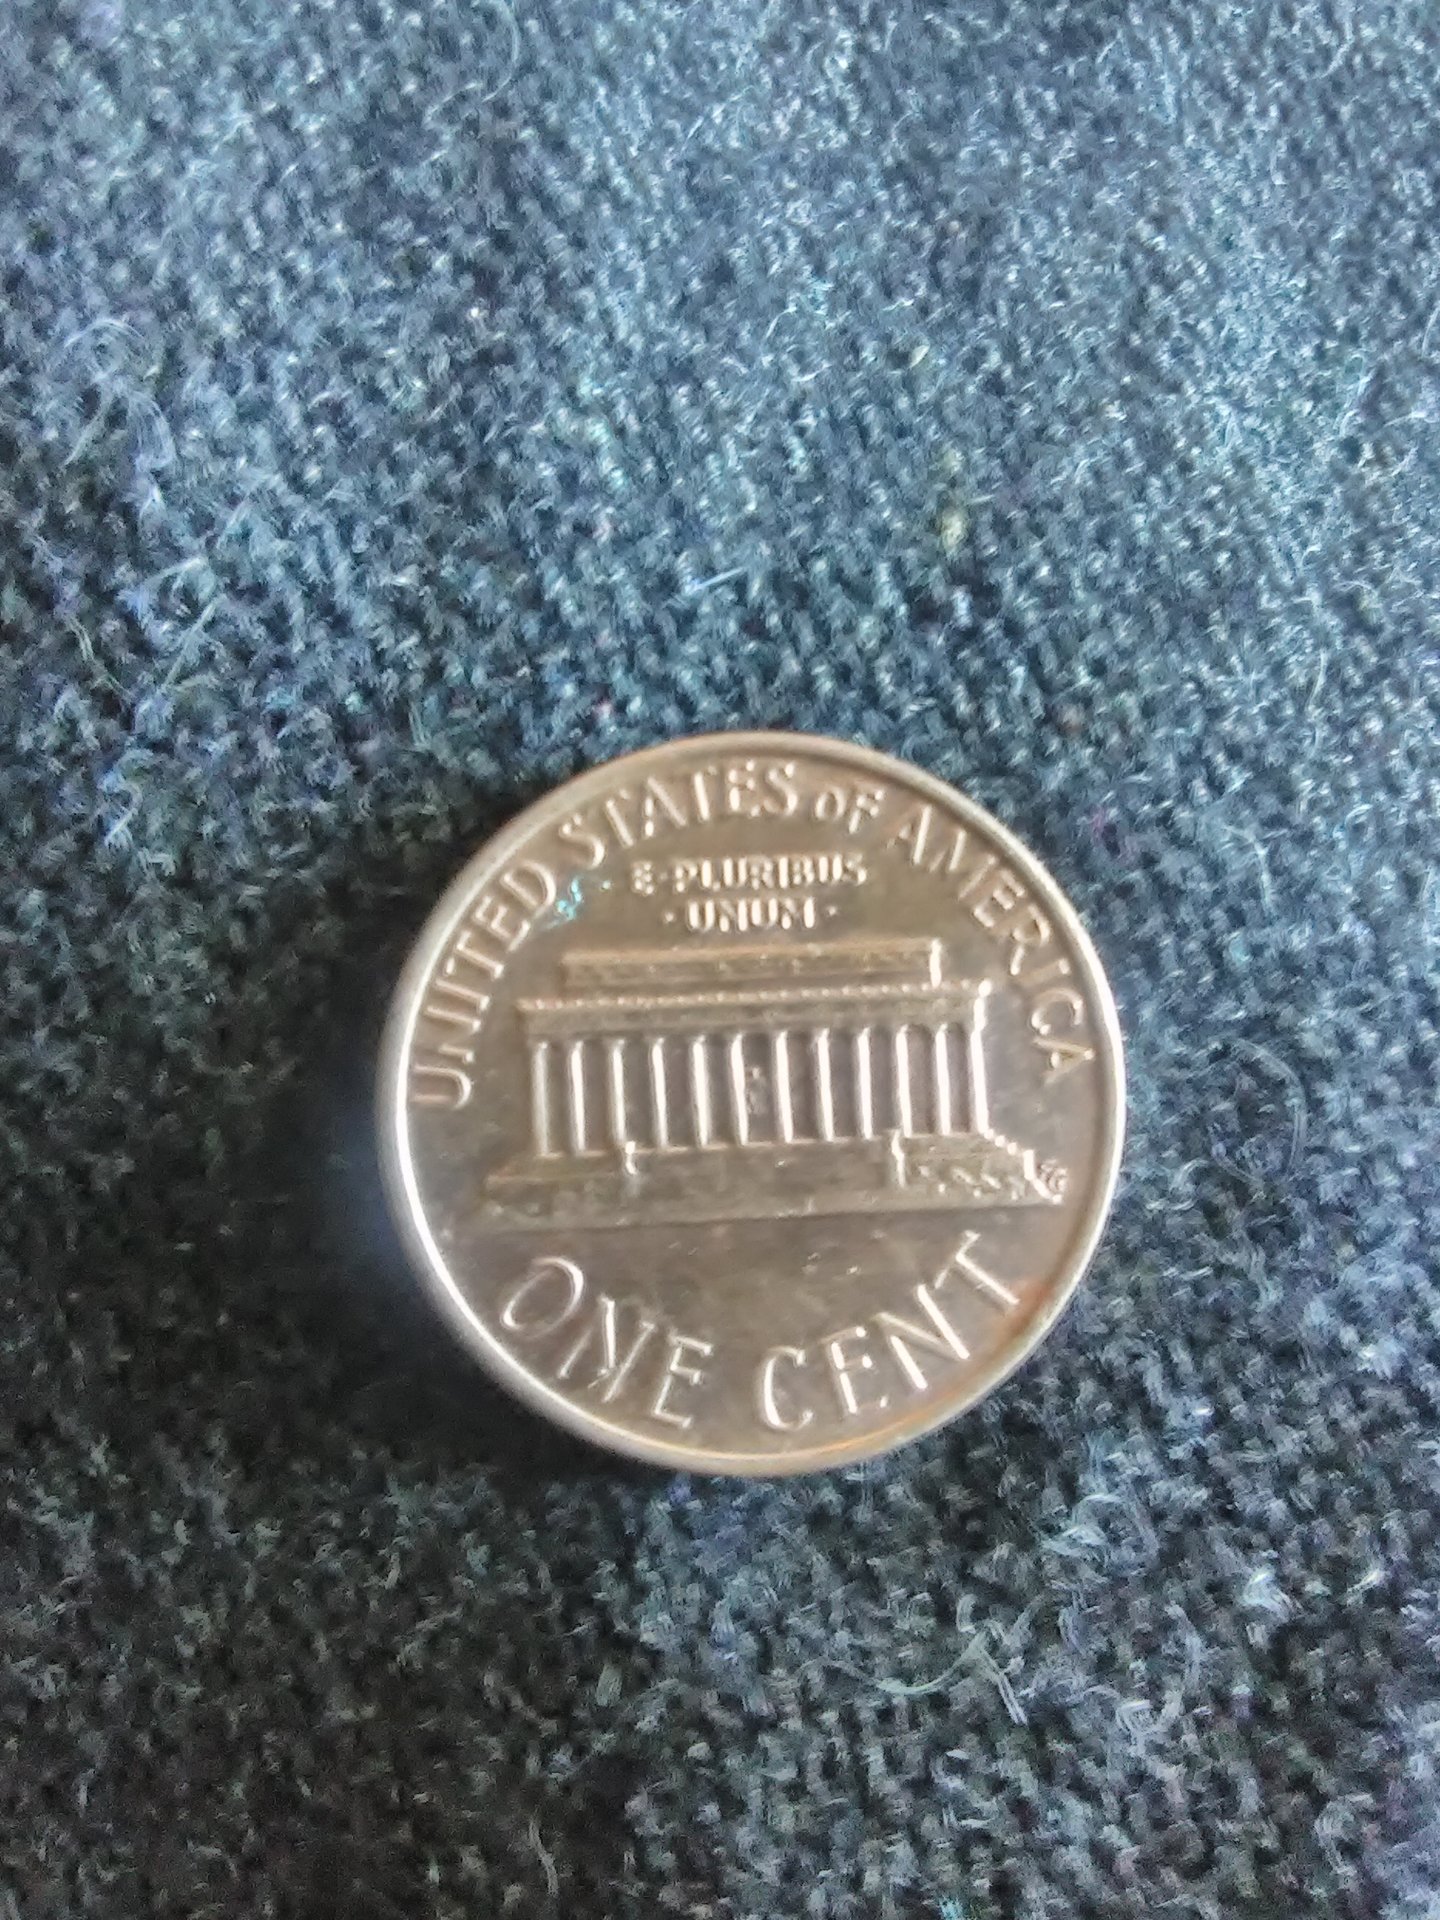 UNITED STATES OF AMERICA
E·PLURIBUS
·UNUM·
ONE CENT